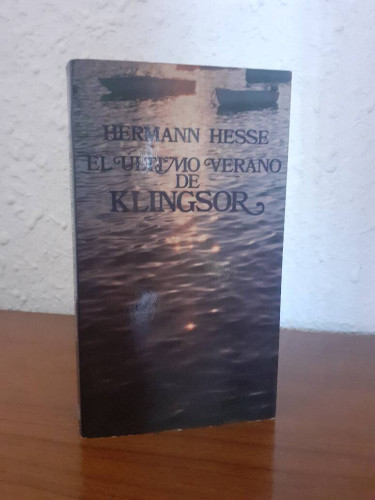 HERMANN HESSE
EL ULTIMO VERANO
DE
KLINGSOR